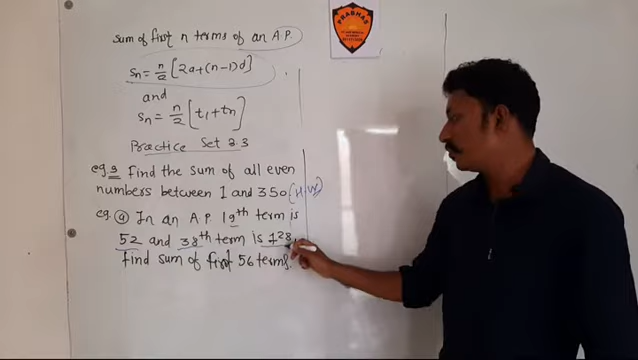 PRABHAS
Sum of first n terms of an A.P.
Sn = n/2 [2a+(n-1)d]
and
Sn = n/2 [t1+tn]
Practice Set 3.3
eg. 3 Find the sum of all even
numbers between 1 and 350. (H.W)
eg. 4 In an A.P. 19th term is
52 and 38th term is 128,
find sum of first 56 terms.